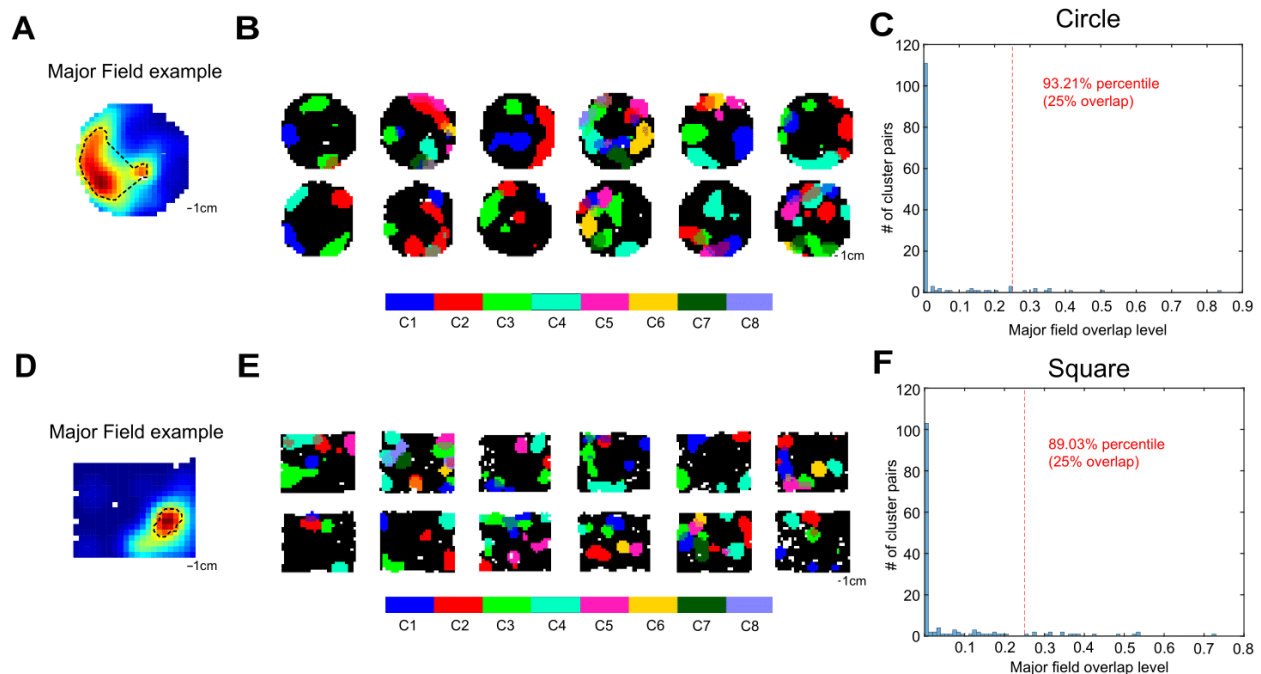 A
Major Field example
-1cm
B
-1cm
C1 C2 C3 C4 C5 C6 C7 C8
C
Circle
# of cluster pairs
120
100
80
60
40
20
0
93.21% percentile
(25% overlap)
0 0.1 0.2 0.3 0.4 0.5 0.6 0.7 0.8 0.9
Major field overlap level
D
Major Field example
-1cm
E
-1cm
C1 C2 C3 C4 C5 C6 C7 C8
F
Square
# of cluster pairs
120
100
80
60
40
20
0
89.03% percentile
(25% overlap)
0.1 0.2 0.3 0.4 0.5 0.6 0.7 0.8
Major field overlap level